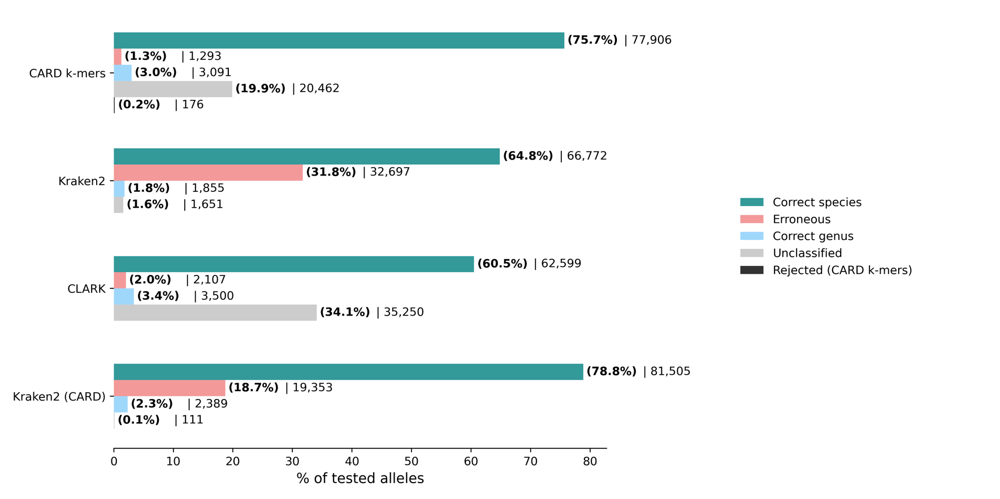 (75.7%) | 77,906
(1.3%) | 1,293
CARD k-mers
(3.0%) | 3,091
(19.9%) | 20,462
(0.2%) | 176
(64.8%) | 66,772
(31.8%) | 32,697
Kraken2
(1.8%) | 1,855
(1.6%) | 1,651
Correct species
Erroneous
Correct genus
Unclassified
Rejected (CARD k-mers)
(60.5%) | 62,599
(2.0%) | 2,107
CLARK
(3.4%) | 3,500
(34.1%) | 35,250
(78.8%) | 81,505
(18.7%) | 19,353
Kraken2 (CARD)
(2.3%) | 2,389
(0.1%) | 111
0 10 20 30 40 50 60 70 80
% of tested alleles